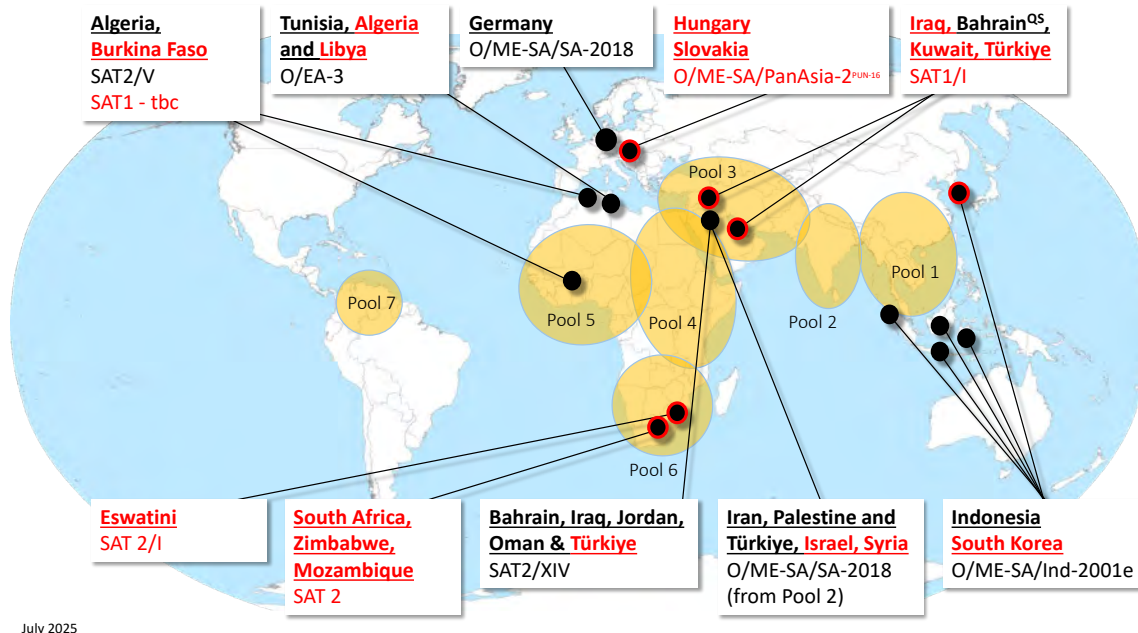 Algeria,
Burkina Faso
SAT2/V
SAT1 - tbc
Tunisia, Algeria
and Libya
O/EA-3
Germany
O/ME-SA/SA-2018
Hungary
Slovakia
O/ME-SA/PanAsia-2PUN-16
Iraq, BahrainQS,
Kuwait, Türkiye
SAT1/I
Pool 3
Pool 1
Pool 7
Pool 5
Pool 4
Pool 2
Pool 6
Eswatini
SAT 2/I
South Africa,
Zimbabwe,
Mozambique
SAT 2
Bahrain, Iraq, Jordan,
Oman & Türkiye
SAT2/XIV
Iran, Palestine and
Türkiye, Israel, Syria
O/ME-SA/SA-2018
(from Pool 2)
Indonesia
South Korea
O/ME-SA/Ind-2001e
July 2025